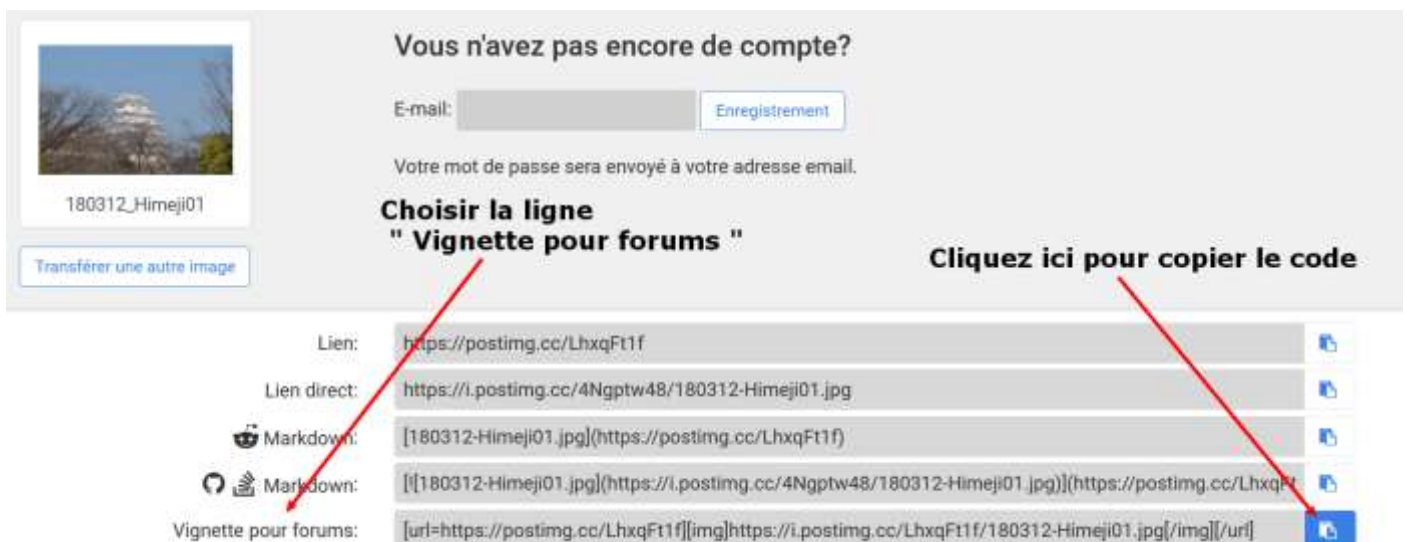 Vous n'avez pas encore de compte?
E-mail:
Enregistrement
Votre mot de passe sera envoyé à votre adresse email.
180312_Himeji01
Transférer une autre image
Choisir la ligne
" Vignette pour forums "
Cliquez ici pour copier le code
Lien: https://postimg.cc/LhxqFt1f
Lien direct: https://i.postimg.cc/4Ngptw48/180312-Himeji01.jpg
Markdown: [180312-Himeji01.jpg](https://postimg.cc/LhxqFt1f)
Markdown: [![180312-Himeji01.jpg](https://i.postimg.cc/4Ngptw48/180312-Himeji01.jpg)](https://postimg.cc/LhxqFt
Vignette pour forums: [url=https://postimg.cc/LhxqFt1f][img]https://i.postimg.cc/LhxqFt1f/180312-Himeji01.jpg[/img][/url]